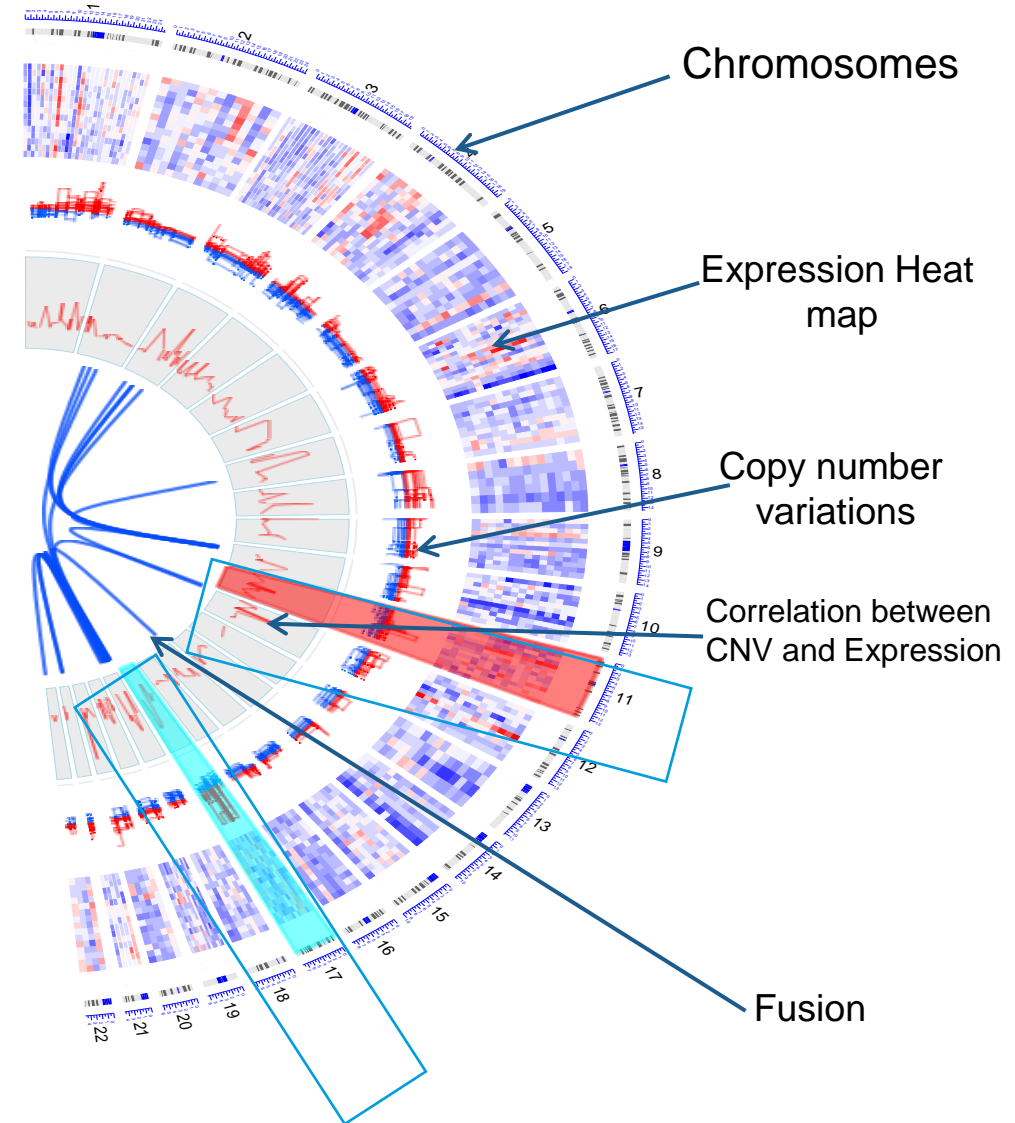 1
2
3
Chromosomes
4
5
Expression Heat
map
6
7
Copy number
variations
8
9
Correlation between
CNV and Expression
10
11
12
13
14
15
16
17
18
19
20
21
22
Fusion